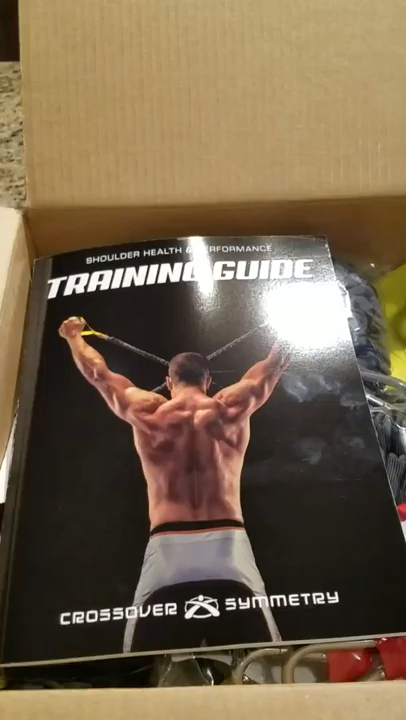 SHOULDER HEALTH & PERFORMANCE
TRAINING GUIDE
CROSSOVER SYMMETRY